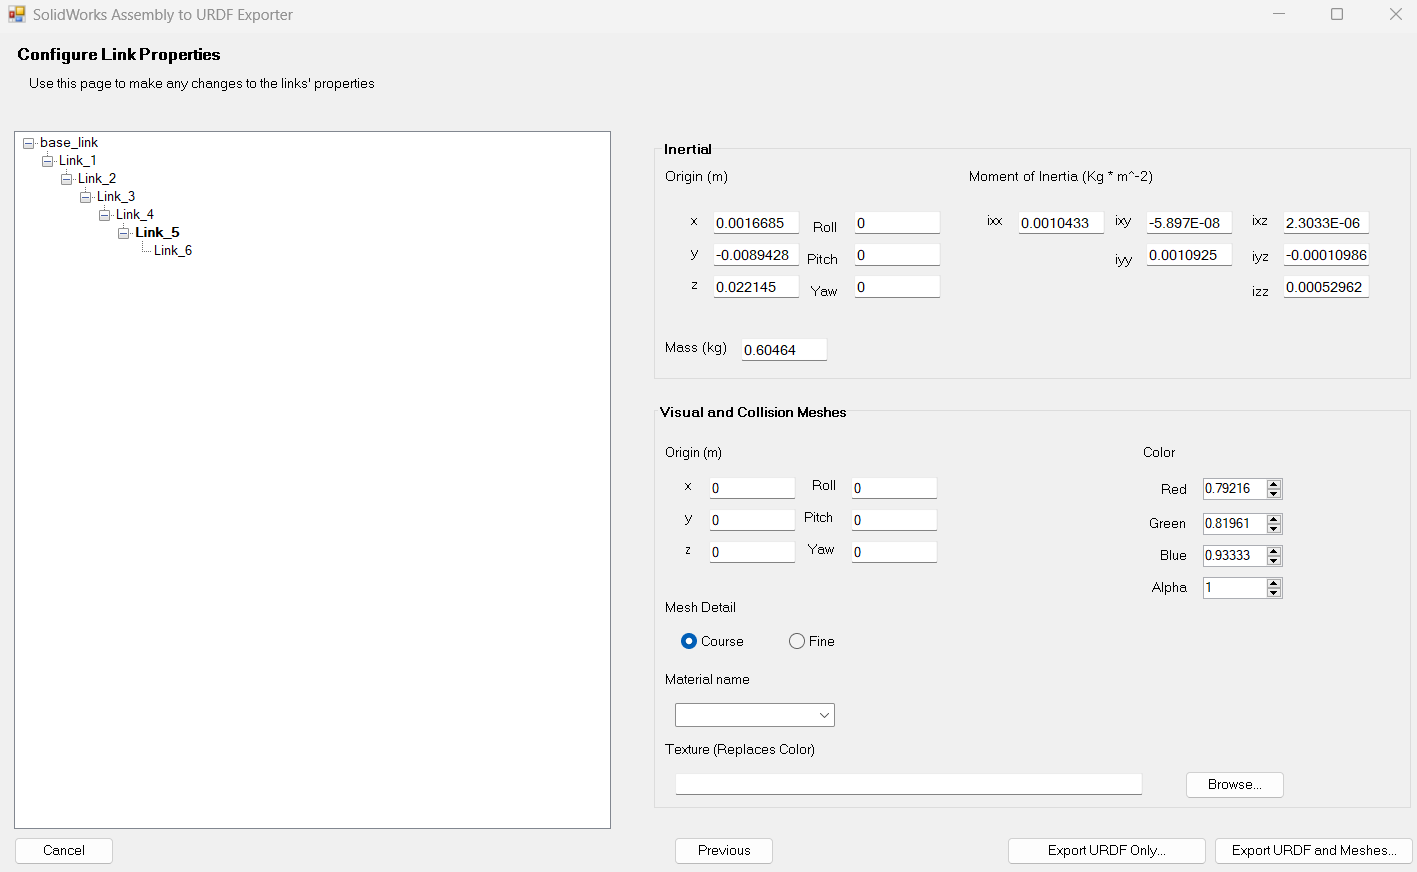 SolidWorks Assembly to URDF Exporter
Configure Link Properties
Use this page to make any changes to the links' properties
base_link
Link_1
Link_2
Link_3
Link_4
Link_5
Link_6
Inertial
Origin (m)
Moment of Inertia (Kg * m^-2)
x 0.0016685 Roll 0 ixx 0.0010433 ixy -5.897E-08 ixz 2.3033E-06
y -0.0089428 Pitch 0 iyy 0.0010925 iyz -0.00010986
z 0.022145 Yaw 0 izz 0.00052962
Mass (kg) 0.60464
Visual and Collision Meshes
Origin (m)
Color
x 0 Roll 0 Red 0.79216
y 0 Pitch 0 Green 0.81961
z 0 Yaw 0 Blue 0.93333
Alpha 1
Mesh Detail
Course Fine
Material name
Texture (Replaces Color)
Browse...
Cancel Previous Export URDF Only... Export URDF and Meshes...